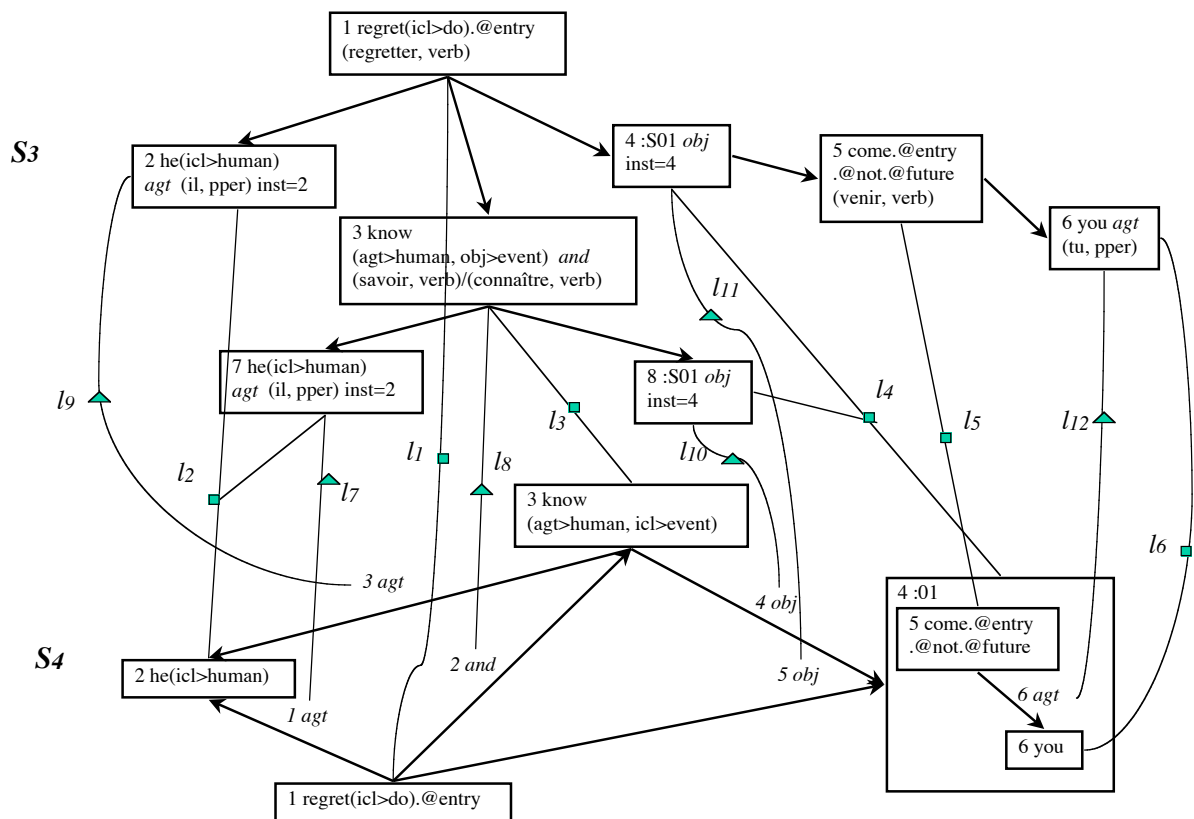 1 regret(icl>do).@entry
(regretter, verb)
S3
2 he(icl>human)
agt (il, pper) inst=2
4 :S01 obj
inst=4
5 come.@entry
.@not.@future
(venir, verb)
6 you agt
(tu, pper)
3 know
(agt>human, obj>event) and
(savoir, verb)/(connaître, verb)
l11
7 he(icl>human)
agt (il, pper) inst=2
8 :S01 obj
inst=4
l9
l3
l4
l5
l12
l2
l7
l1
l8
l10
3 know
(agt>human, icl>event)
l6
3 agt
4 obj
4 :01
5 come.@entry
.@not.@future
S4
2 he(icl>human)
2 and
5 obj
6 agt
1 agt
6 you
1 regret(icl>do).@entry